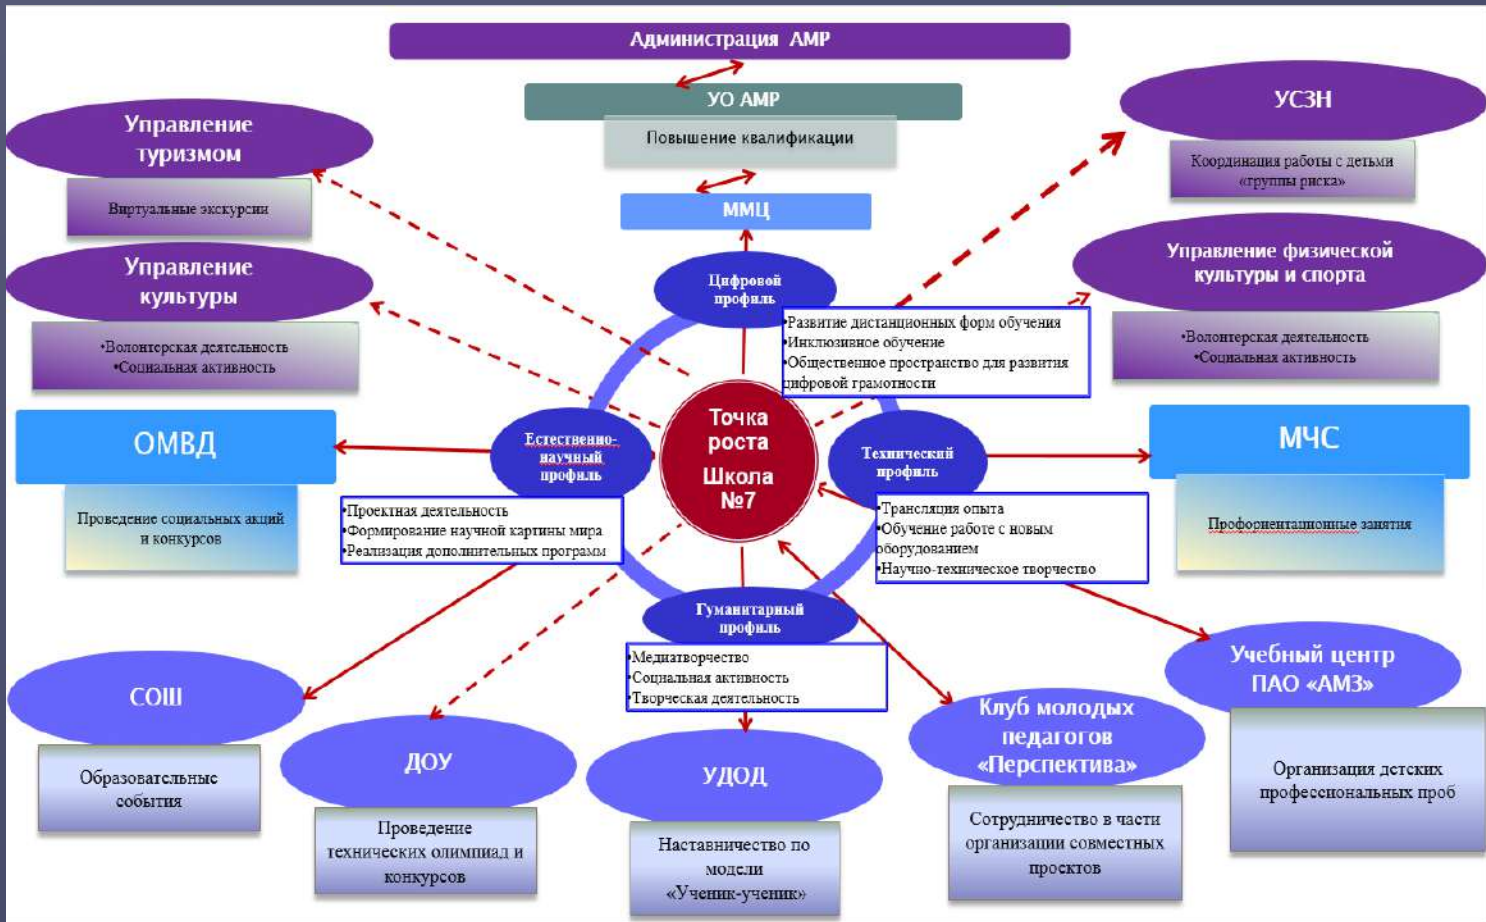 Администрация АМР
УО АМР
Повышение квалификации
ММЦ
Управление
туризмом
Виртуальные экскурсии
Управление
культуры
•Волонтерская деятельность
•Социальная активность
УСЗН
Координация работы с детьми
«группы риска»
Управление физической
культуры и спорта
•Волонтерская деятельность
•Социальная активность
Цифровой
профиль
•Развитие дистанционных форм обучения
•Инклюзивное обучение
•Общественное пространство для развития
цифровой грамотности
ОМВД
Проведение социальных акций
и конкурсов
Естественно-
научный
профиль
•Проектная деятельность
•Формирование научной картины мира
•Реализация дополнительных программ
Точка
роста
Школа
№7
Технический
профиль
•Трансляция опыта
•Обучение работе с новым
оборудованием
•Научно-техническое творчество
МЧС
Профориентационные занятия
Гуманитарный
профиль
•Медиатворчество
•Социальная активность
•Творческая деятельность
СОШ
Образовательные
события
ДОУ
Проведение
технических олимпиад и
конкурсов
УДОД
Наставничество по
модели
«Ученик-ученик»
Клуб молодых
педагогов
«Перспектива»
Сотрудничество в части
организации совместных
проектов
Учебный центр
ПАО «АМЗ»
Организация детских
профессиональных проб